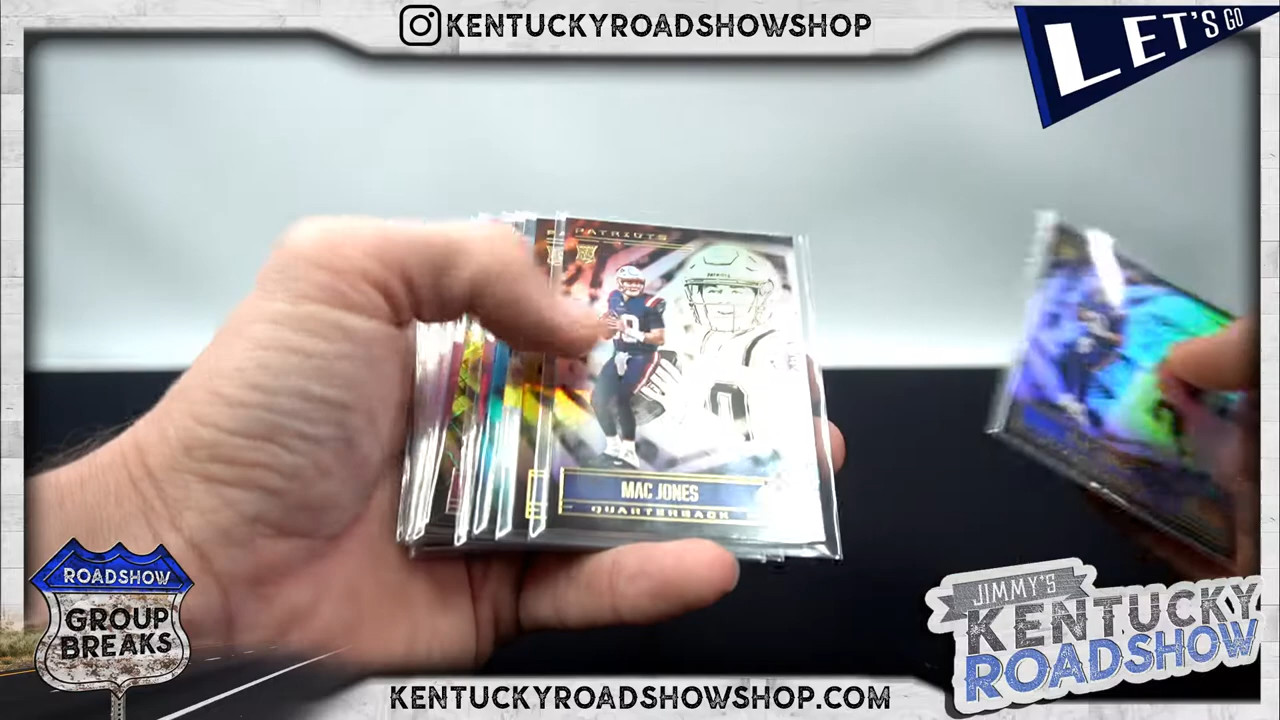 KENTUCKYROADSHOWSHOP
LET'S GO
PATRIOTS
MAC JONES
QUARTERBACK
ROADSHOW
GROUP
BREAKS
JIMMY'S
KENTUCKY
ROADSHOW
KENTUCKYROADSHOWSHOP.COM